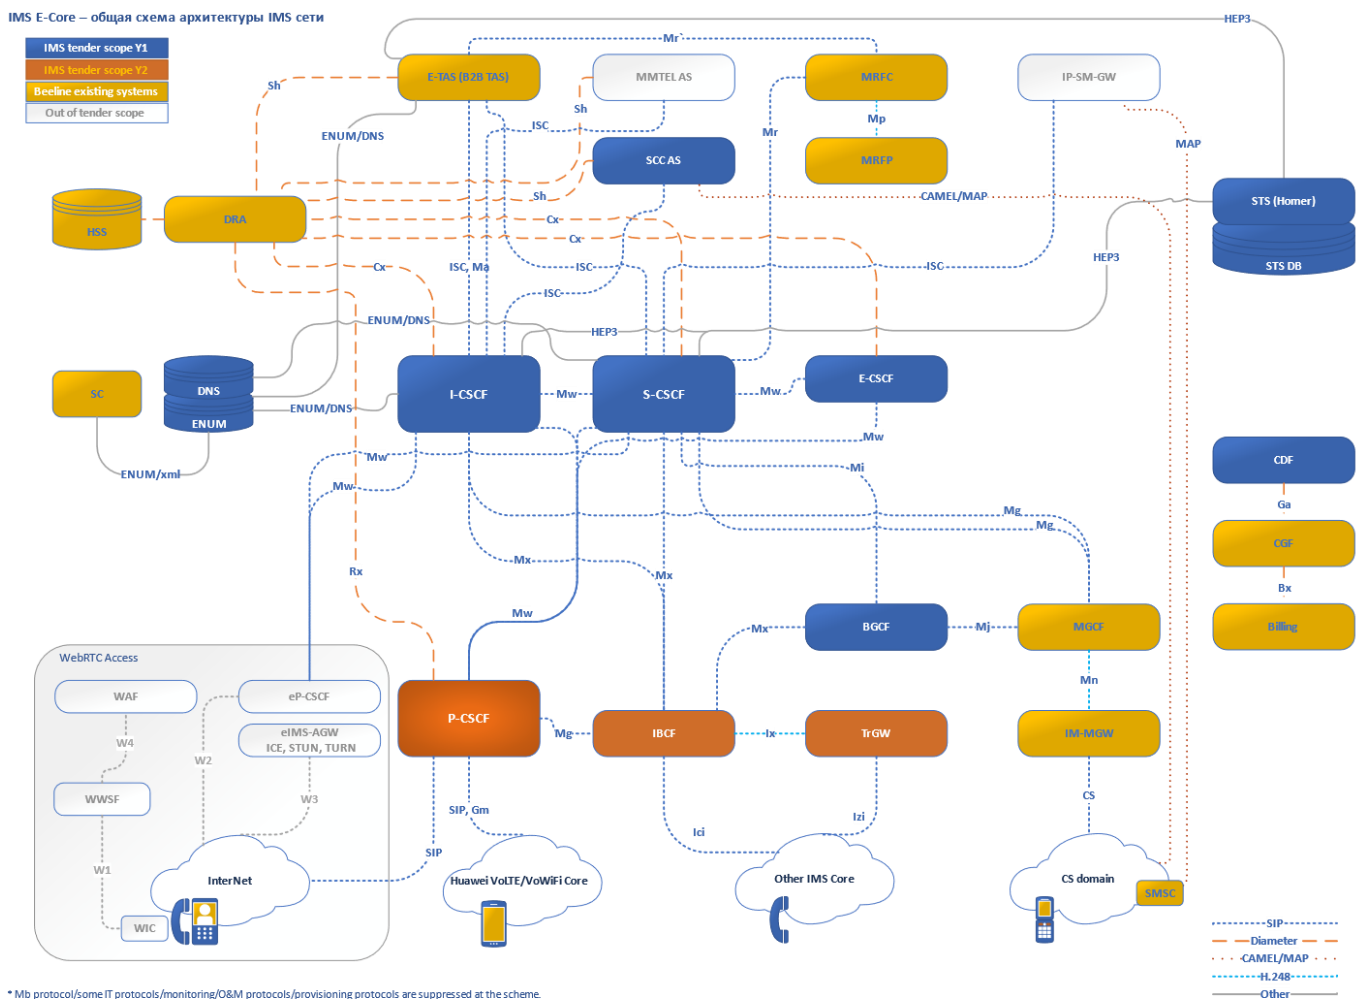 IMS E-Core – общая схема архитектуры IMS сети
HEP3
IMS tender scope Y1
IMS tender scope Y2
Beeline existing systems
Out of tender scope
Mr
E-TAS (B2B TAS)
MMTEL AS
MRFC
IP-SM-GW
Sh
Sh
ISC
ENUM/DNS
Mp
Mr
MAP
SCC AS
MRFP
Sh
CAMEL/MAP
STS (Homer)
HSS
DRA
Cx
Cx
Cx
ISC, Ma
ISC
ISC
HEP3
STS DB
ISC
ENUM/DNS
HEP3
SC
DNS
ENUM
I-CSCF
Mw
S-CSCF
Mw
E-CSCF
ENUM/DNS
Mw
Mw
ENUM/xml
Mw
Mi
CDF
Ga
Mg
Mg
CGF
Mx
Rx
Mx
Bx
Mw
Mx
BGCF
Mj
MGCF
Billing
WebRTC Access
WAF
eP-CSCF
Mn
P-CSCF
eIMS-AGW
ICE, STUN, TURN
W4
W2
Mg
IBCF
Ix
TrGW
IM-MGW
WWSF
W3
SIP, Gm
CS
Ici
Izi
SIP
W1
InterNet
Huawei VoLTE/VoWiFi Core
Other IMS Core
CS domain
SMSC
WIC
SIP
Diameter
CAMEL/MAP
H.248
Other
* Mb protocol/some IT protocols/monitoring/O&M protocols/provisioning protocols are suppressed at the scheme.